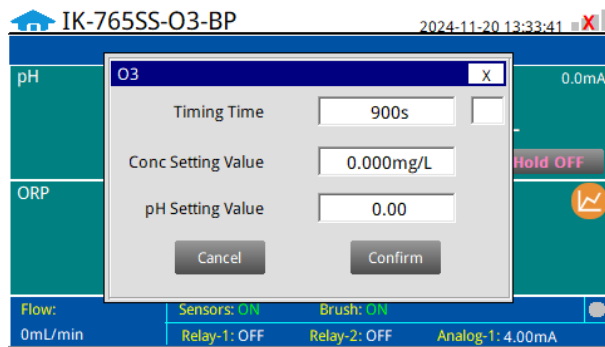 IK-765SS-O3-BP 2024-11-20 13:33:41 X
pH 0.0mA
O3 X
Timing Time 900s
Conc Setting Value 0.000mg/L
Hold OFF
pH Setting Value 0.00
ORP
Cancel Confirm
Flow: Sensors: ON Brush: ON
0mL/min Relay-1: OFF Relay-2: OFF Analog-1: 4.00mA